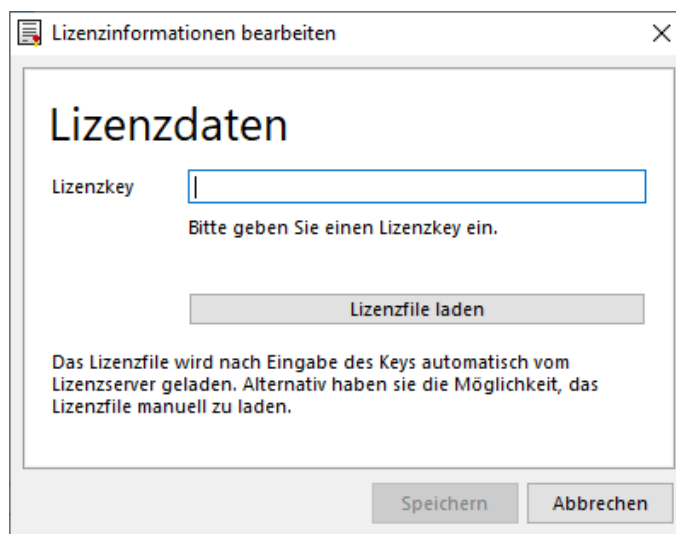 Lizenzinformationen bearbeiten
Lizenzdaten
Lizenzkey
Bitte geben Sie einen Lizenzkey ein.
Lizenzfile laden
Das Lizenzfile wird nach Eingabe des Keys automatisch vom
Lizenzserver geladen. Alternativ haben sie die Möglichkeit, das
Lizenzfile manuell zu laden.
Speichern
Abbrechen